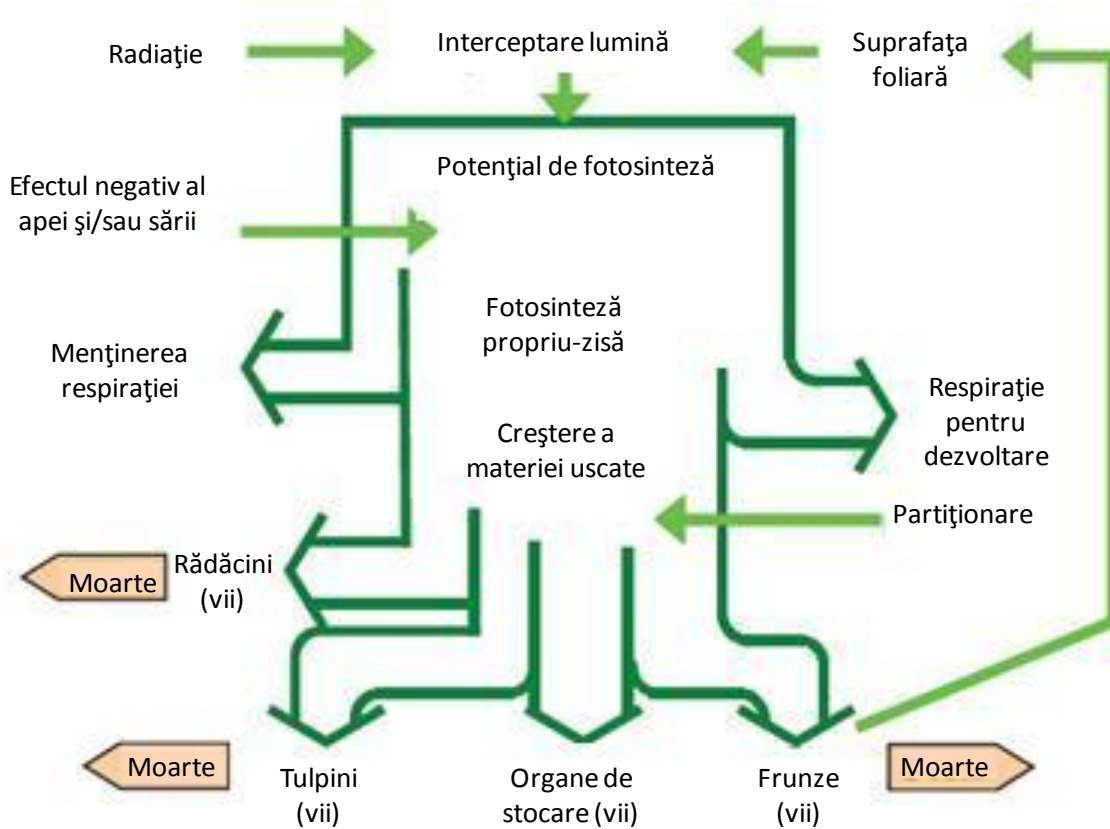 Radiaţie
Interceptare lumină
Suprafaţa
foliară
Potenţial de fotosinteză
Efectul negativ al
apei şi/sau sării
Fotosinteză
propriu-zisă
Menţinerea
respiraţiei
Respiraţie
pentru
dezvoltare
Creştere a
materiei uscate
Partiţionare
Moarte
Rădăcini
(vii)
Moarte
Tulpini
(vii)
Organe de
stocare (vii)
Frunze
(vii)
Moarte